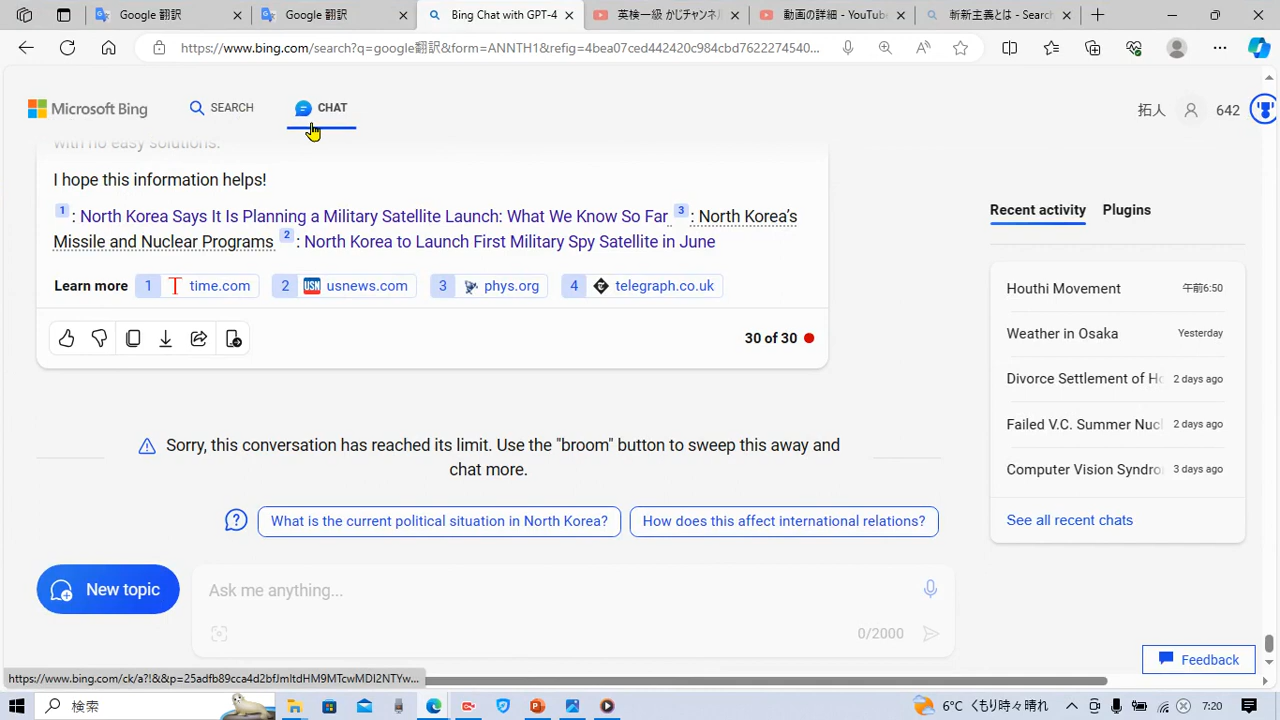 Google 翻訳
Google 翻訳
Bing Chat with GPT-4
英検一級 かじチャンネル
動画の詳細 - YouTube
斬新主義とは - Search
https://www.bing.com/search?q=google翻訳&form=ANNTH1&refig=4bea07ced442420c984cbd7622274540...
Microsoft Bing
SEARCH
CHAT
拓人
642
with no easy solutions.
I hope this information helps!
1 : North Korea Says It Is Planning a Military Satellite Launch: What We Know So Far. 3 : North Korea's
Missile and Nuclear Programs 2 : North Korea to Launch First Military Spy Satellite in June
Learn more 1 time.com 2 USN usnews.com 3 phys.org 4 telegraph.co.uk
30 of 30
Sorry, this conversation has reached its limit. Use the "broom" button to sweep this away and
chat more.
What is the current political situation in North Korea?
How does this affect international relations?
New topic
Ask me anything...
0/2000
Recent activity Plugins
Houthi Movement 午前6:50
Weather in Osaka Yesterday
Divorce Settlement of Ho 2 days ago
Failed V.C. Summer Nucl 2 days ago
Computer Vision Syndro 3 days ago
See all recent chats
Feedback
https://www.bing.com/ck/a?!&&p=25adfb89cca4d2bfJmltdHM9MTcwMDI2NTYw...
検索
6°C くもり時々晴れ
7:20